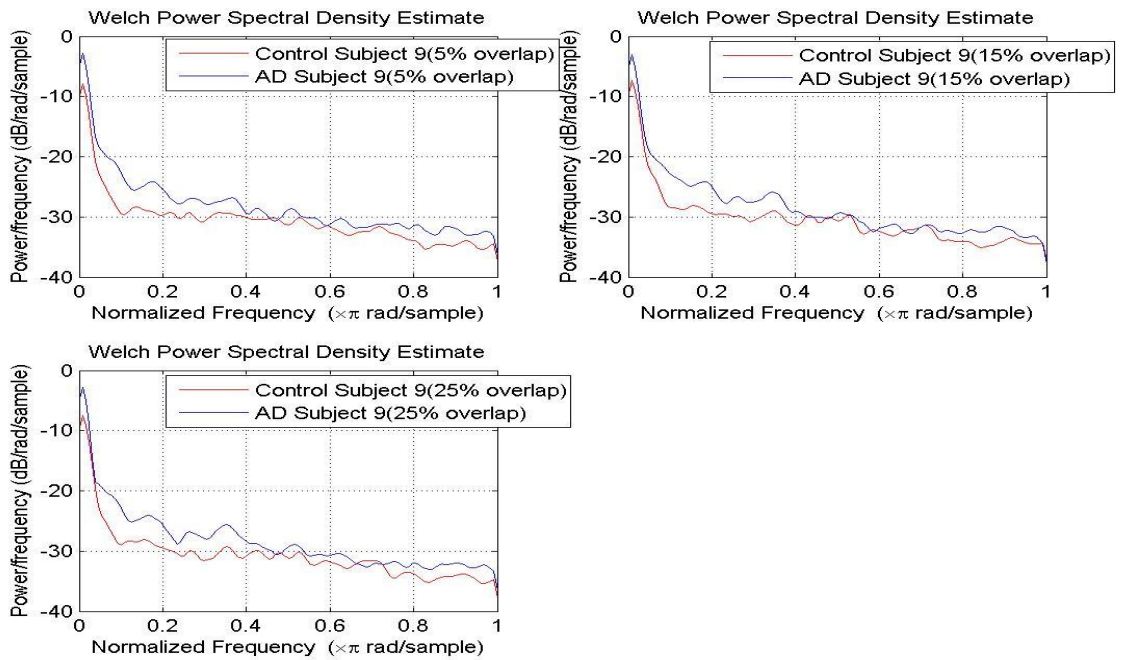 Welch Power Spectral Density Estimate
Control Subject 9(5% overlap)
AD Subject 9(5% overlap)
Power/frequency (dB/rad/sample)
0
-10
-20
-30
-40
0 0.2 0.4 0.6 0.8 1
Normalized Frequency (×π rad/sample)
Welch Power Spectral Density Estimate
Control Subject 9(15% overlap)
AD Subject 9(15% overlap)
Power/frequency (dB/rad/sample)
0
-10
-20
-30
-40
0 0.2 0.4 0.6 0.8 1
Normalized Frequency (×π rad/sample)
Welch Power Spectral Density Estimate
Control Subject 9(25% overlap)
AD Subject 9(25% overlap)
Power/frequency (dB/rad/sample)
0
-10
-20
-30
-40
0 0.2 0.4 0.6 0.8 1
Normalized Frequency (×π rad/sample)